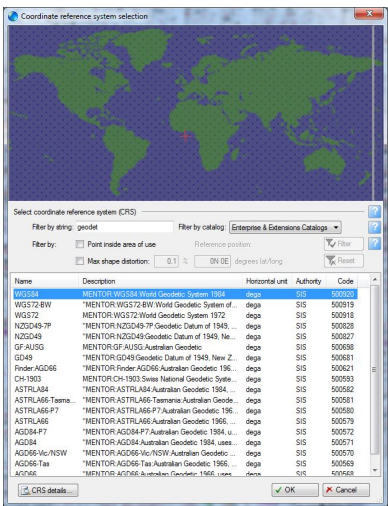 Coordinate reference system selection
Select coordinate reference system (CRS)
Filter by string: geodet Filter by catalog: Enterprise & Extensions Catalogs
Filter by: Point inside area of use Reference position: Filter
Max shape distortion: 0.1 % 0N 0E degrees lat/long Reset
Name Description Horizontal unit Authority Code
WGS84 MENTOR:WGS84:World Geodetic System 1984 dega SIS 500920
WGS72-BW "MENTOR:WGS72-BW:World Geodetic System of... dega SIS 500919
WGS72 MENTOR:WGS72:World Geodetic System 1972 dega SIS 500918
NZGD49-7P "MENTOR:NZGD49-7P:Geodetic Datum of 1949, ... dega SIS 500828
NZGD49 "MENTOR:NZGD49:Geodetic Datum of 1949, Ne... dega SIS 500827
GF:AUSG MENTOR:GF:AUSG:Australian Geodetic dega SIS 500698
GD49 "MENTOR:GD49:Geodetic Datum of 1949, New Z... dega SIS 500681
Finder:AGD66 "MENTOR:Finder:AGD66:Australian Geodetic 196... dega SIS 500621
CH-1903 MENTOR:CH-1903:Swiss National Geodetic Syste... dega SIS 500593
ASTRLA84 "MENTOR:ASTRLA84:Australian Geodetic 1984, ... dega SIS 500582
ASTRLA66-Tasma... "MENTOR:ASTRLA66-Tasmania:Australian Geode... dega SIS 500581
ASTRLA66-P7 "MENTOR:ASTRLA66-P7:Australian Geodetic 196... dega SIS 500580
ASTRLA66 "MENTOR:ASTRLA66:Australian Geodetic 1966, ... dega SIS 500579
AGD84-P7 "MENTOR:AGD84-P7:Australian Geodetic 1984, u... dega SIS 500572
AGD84 "MENTOR:AGD84:Australian Geodetic 1984, uses... dega SIS 500571
AGD66-Vic/NSW "MENTOR:AGD66-Vic/NSW:Australian Geodetic ... dega SIS 500570
AGD66-Tas "MENTOR:AGD66-Tas:Australian Geodetic 1966, ... dega SIS 500569
AGD66 "MENTOR:AGD66:Australian Geodetic 1966, uses... dega SIS 500568
CRS details... OK Cancel